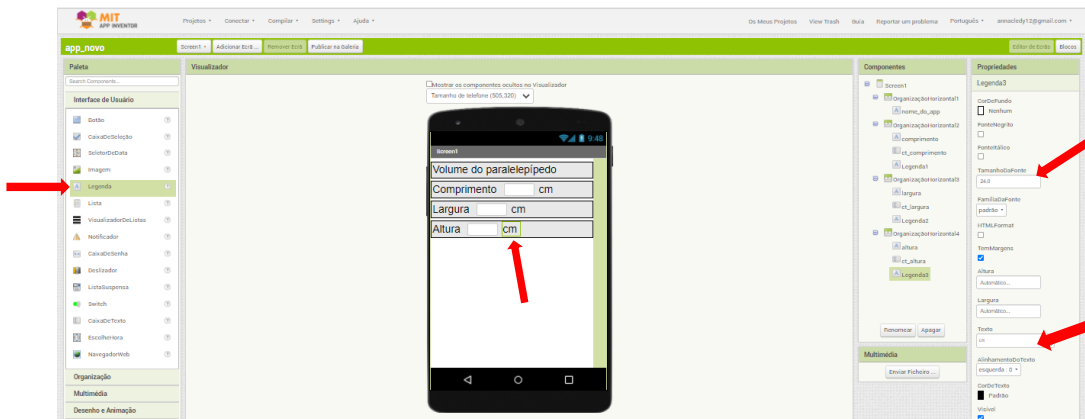 MIT
APP INVENTOR
Projetos Conectar Compilar Settings Ajuda
Os Meus Projetos View Trash Guia Reportar um problema Português annacledy12@gmail.com
app_novo
Screen1 Adicionar Ecrã ... Remover Ecrã Publicar na Galeria
Editor de Ecrãs Blocos
Paleta
Search Components...
Interface de Usuário
Botão
CaixaDeSeleção
SeletorDeData
Imagem
Legenda
Lista
VisualizadorDeListas
Notificador
CaixaDeSenha
Deslizador
ListaSuspensa
Switch
CaixaDeTexto
EscolheHora
NavegadorWeb
Organização
Multimédia
Desenho e Animação
Visualizador
Mostrar os componentes ocultos no Visualizador
Tamanho de telefone (505,320)
9:48
Screen1
Volume do paralelepípedo
Comprimento cm
Largura cm
Altura cm
Componentes
Screen1
OrganizaçãoHorizontal1
nome_do_app
OrganizaçãoHorizontal2
comprimento
ct_comprimento
Legenda1
OrganizaçãoHorizontal3
largura
ct_largura
Legenda2
OrganizaçãoHorizontal4
altura
ct_altura
Legenda3
Renomear Apagar
Multimédia
Enviar Ficheiro ...
Propriedades
Legenda3
CorDeFundo
Nenhum
FonteNegrito
FonteItálico
TamanhoDaFonte
24.0
FamíliaDaFonte
padrão
HTMLFormat
TemMargens
Altura
Automático...
Largura
Automático...
Texto
cm
AlinhamentoDoTexto
esquerda : 0
CorDeTexto
Padrão
Visível